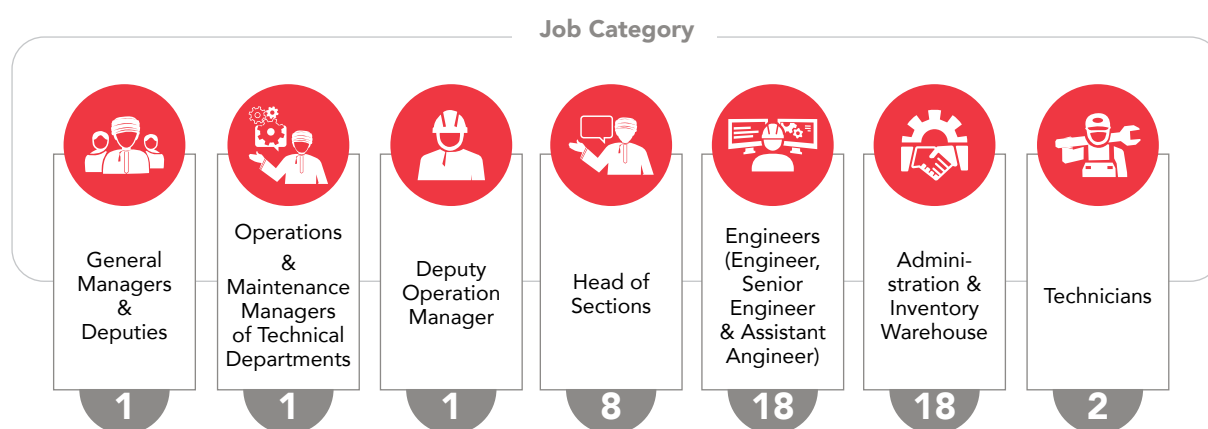 Job Category
General
Managers
&
Deputies
1
Operations
&
Maintenance
Managers
of Technical
Departments
1
Deputy
Operation
Manager
1
Head of
Sections
8
Engineers
(Engineer,
Senior
Engineer
& Assistant
Angineer)
18
Admini-
stration &
Inventory
Warehouse
18
Technicians
2